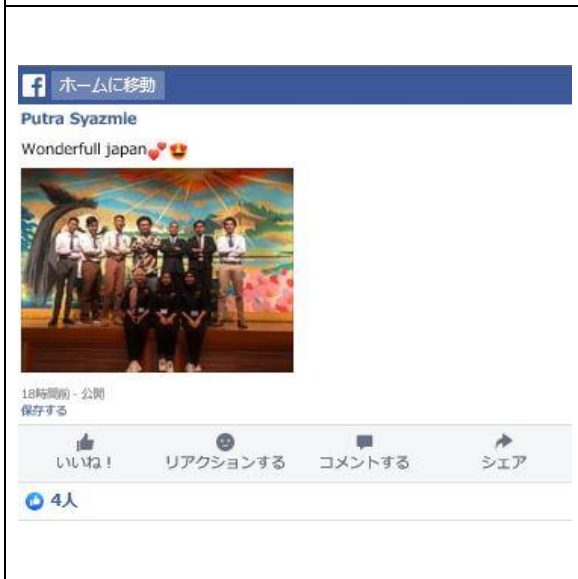 ホームに移動
Putra Syazmie
Wonderfull japan💕🤩
18時間前 - 公開
保存する
いいね！ リアクションする コメントする シェア
4人